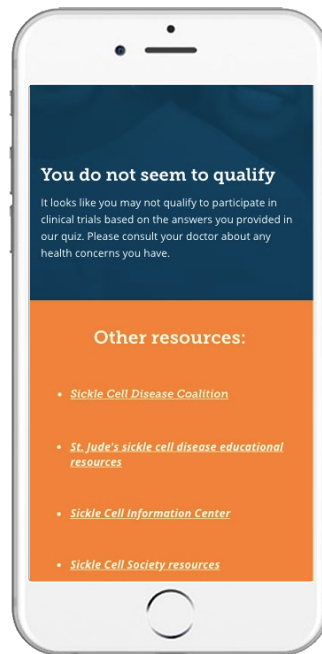 You do not seem to qualify
It looks like you may not qualify to participate in
clinical trials based on the answers you provided in
our quiz. Please consult your doctor about any
health concerns you have.
Other resources:
• Sickle Cell Disease Coalition
• St. Jude's sickle cell disease educational
resources
• Sickle Cell Information Center
• Sickle Cell Society resources